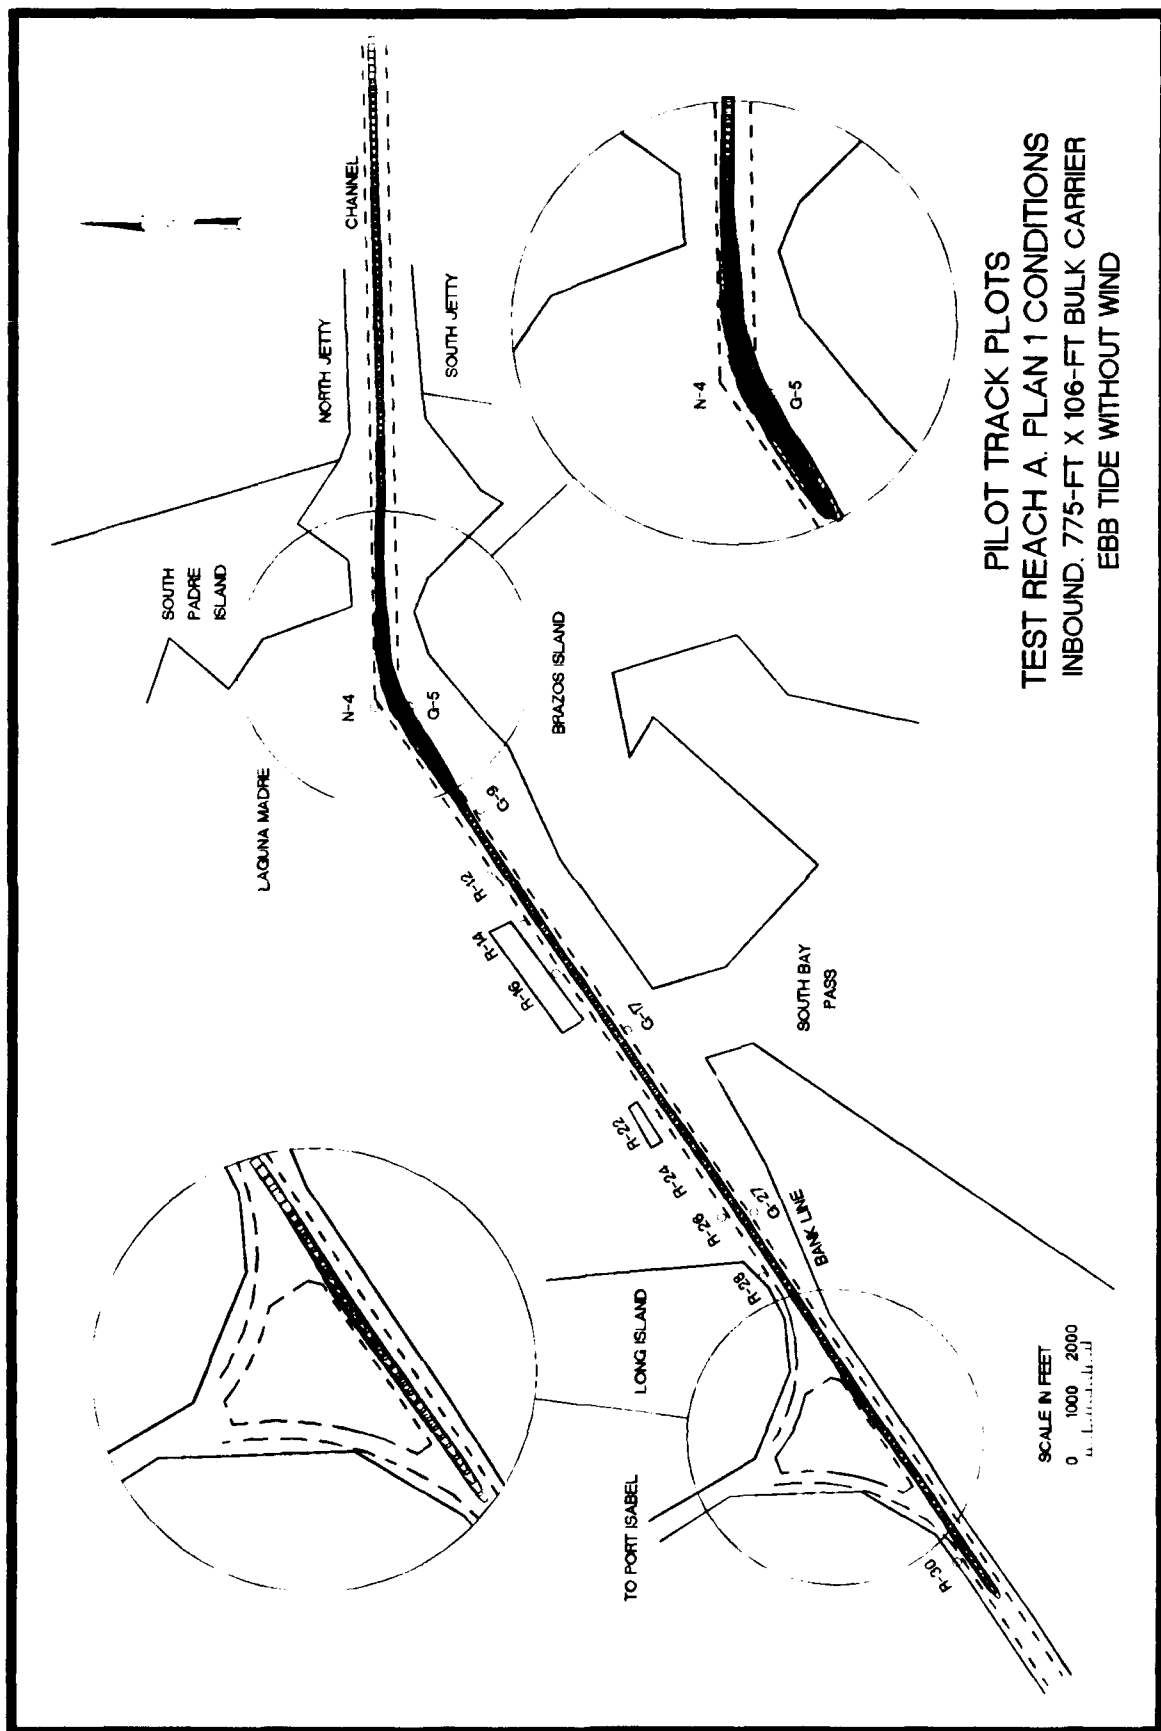 CHANNEL
NORTH JETTY
SOUTH JETTY
SOUTH
PADRE
ISLAND
LAGUNA MADRE
N-4
G-5
BRAZOS ISLAND
G-9
R-12
R-14
R-16
G-17
SOUTH BAY
PASS
R-22
R-24
R-26
G-27
R-28
BANK LINE
LONG ISLAND
TO PORT ISABEL
R-30
N-4
G-5
SCALE IN FEET
0 1000 2000
PILOT TRACK PLOTS
TEST REACH A. PLAN 1 CONDITIONS
INBOUND. 775-FT X 106-FT BULK CARRIER
EBB TIDE WITHOUT WIND